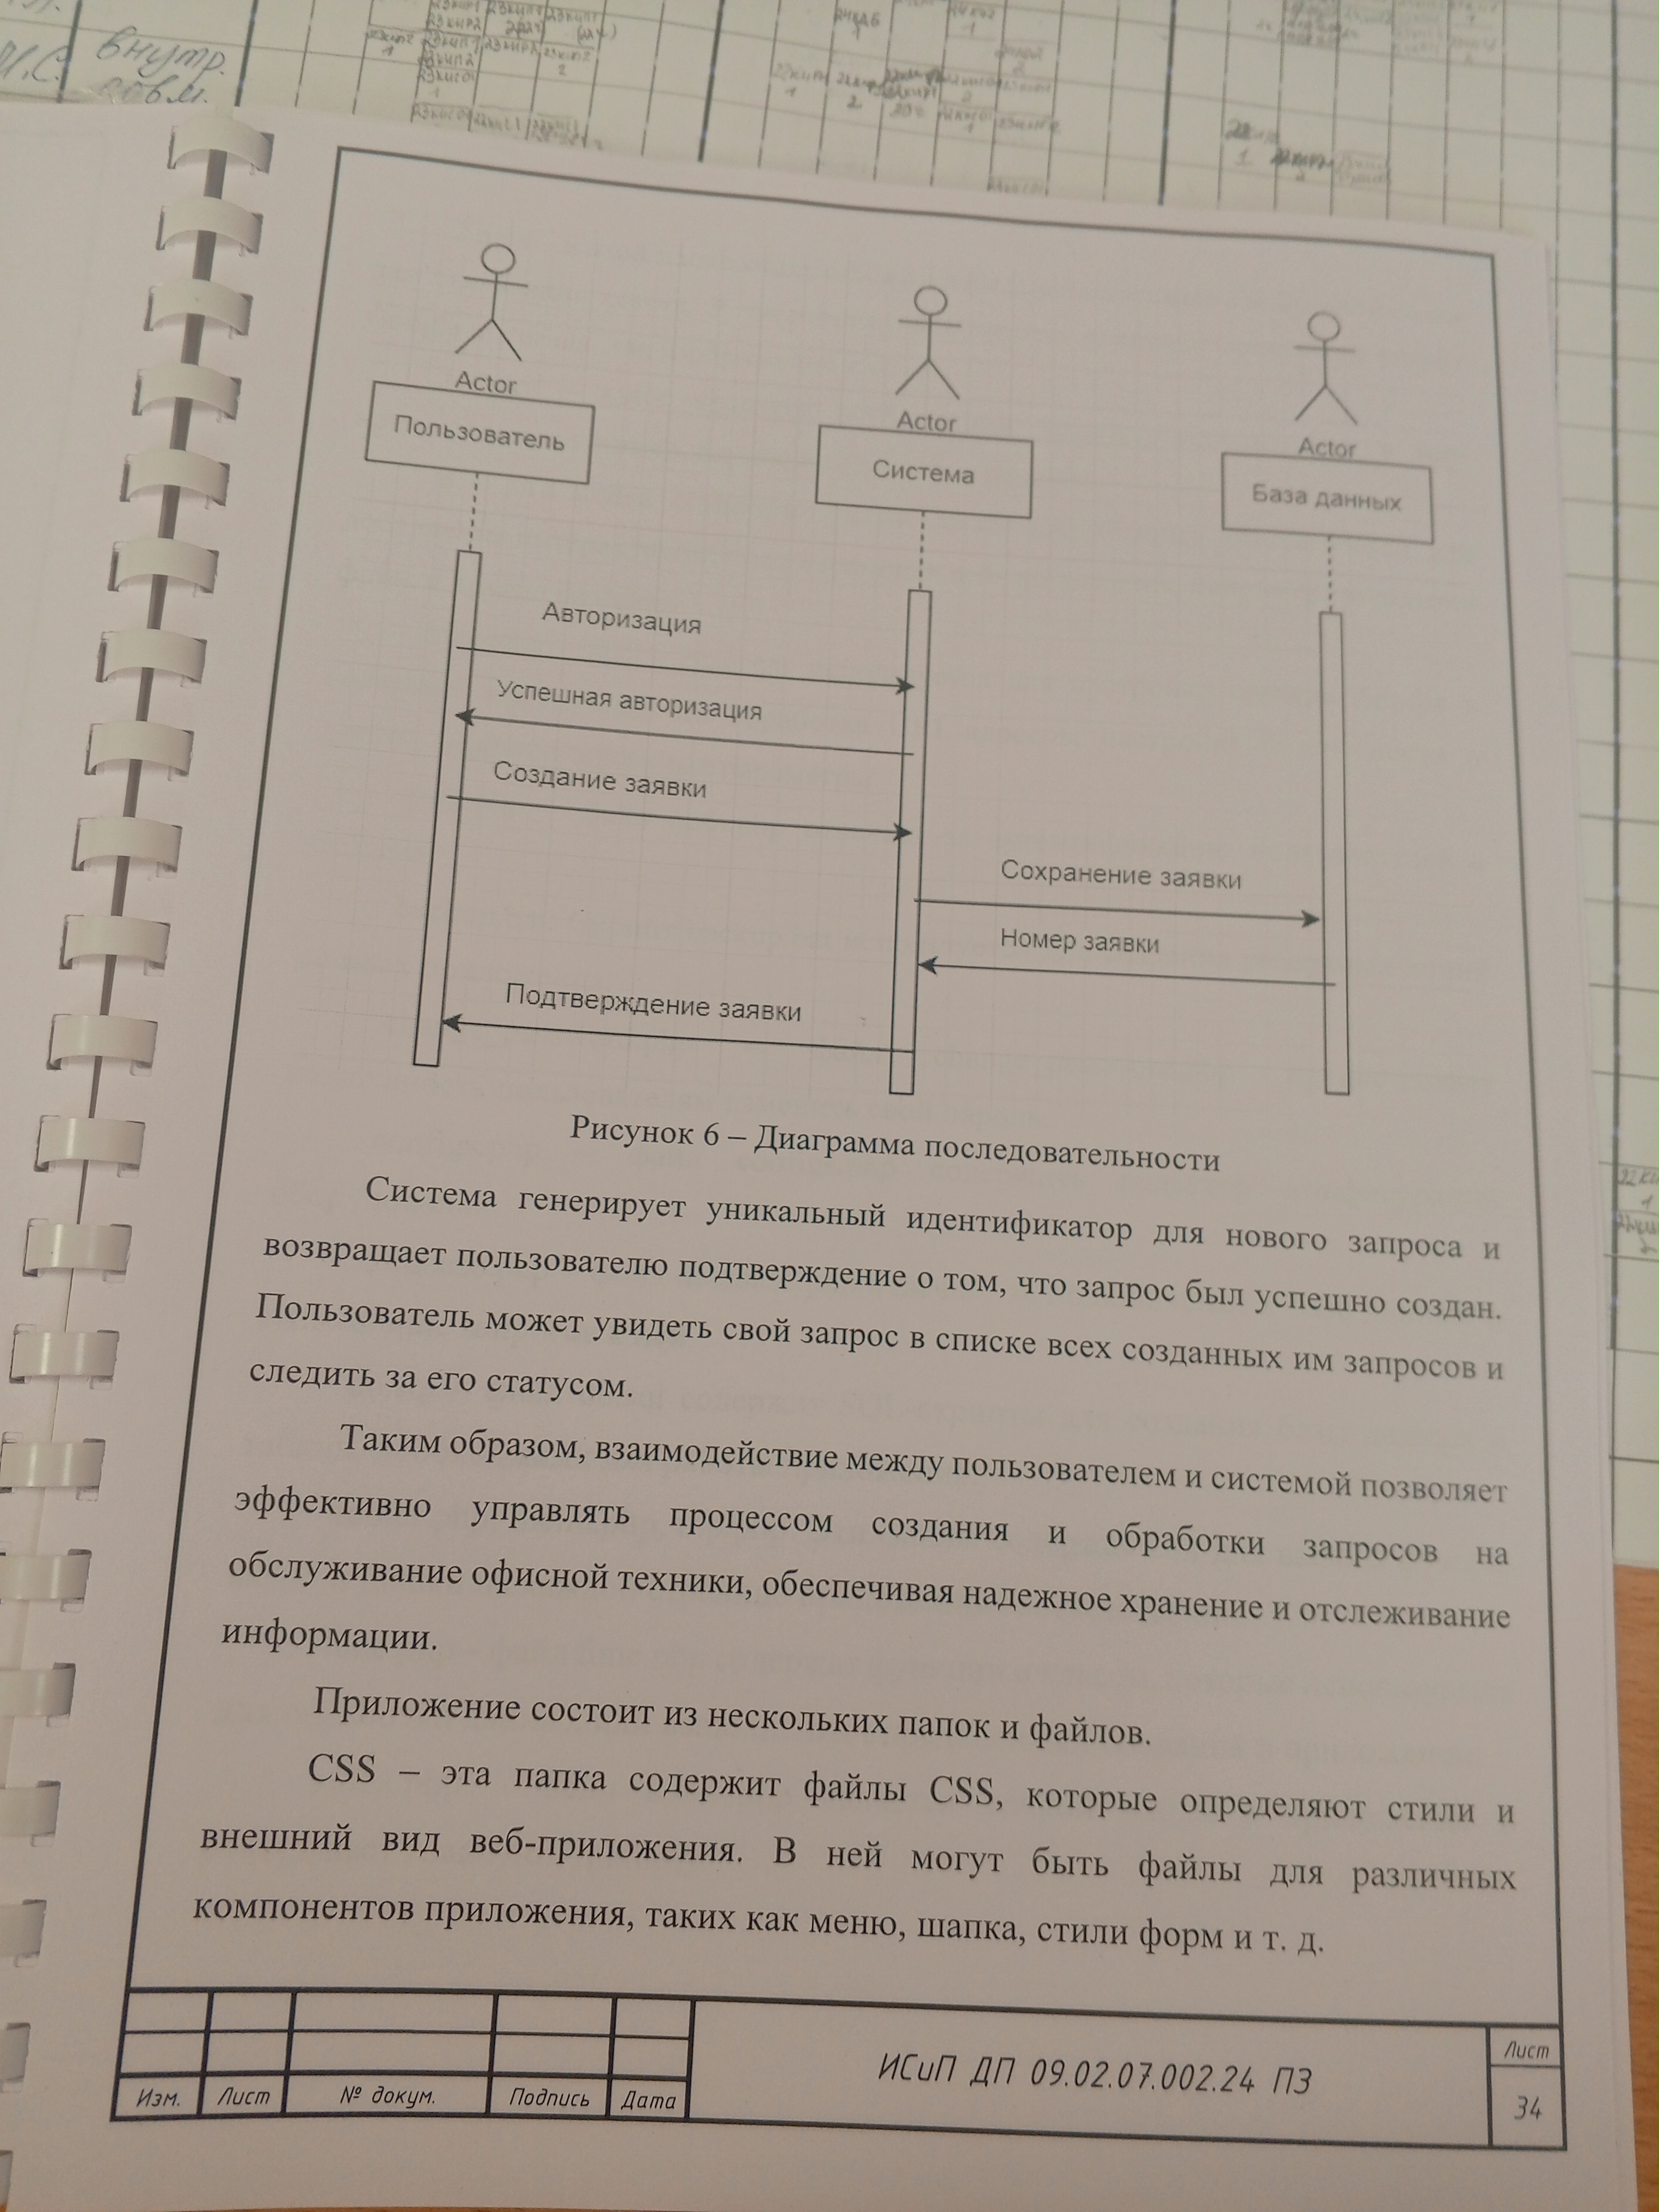 внутр.
совм.
Actor
Actor
Actor
Пользователь
Система
База данных
Авторизация
Успешная авторизация
Создание заявки
Сохранение заявки
Номер заявки
Подтверждение заявки
Рисунок 6 – Диаграмма последовательности
Система генерирует уникальный идентификатор для нового запроса и
возвращает пользователю подтверждение о том, что запрос был успешно создан.
Пользователь может увидеть свой запрос в списке всех созданных им запросов и
следить за его статусом.
Таким образом, взаимодействие между пользователем и системой позволяет
эффективно управлять процессом создания и обработки запросов на
обслуживание офисной техники, обеспечивая надежное хранение и отслеживание
информации.
Приложение состоит из нескольких папок и файлов.
CSS – эта папка содержит файлы CSS, которые определяют стили и
внешний вид веб-приложения. В ней могут быть файлы для различных
компонентов приложения, таких как меню, шапка, стили форм и т. д.
Изм. Лист № докум. Подпись Дата
ИСиП ДП 09.02.07.002.24 ПЗ
Лист
34